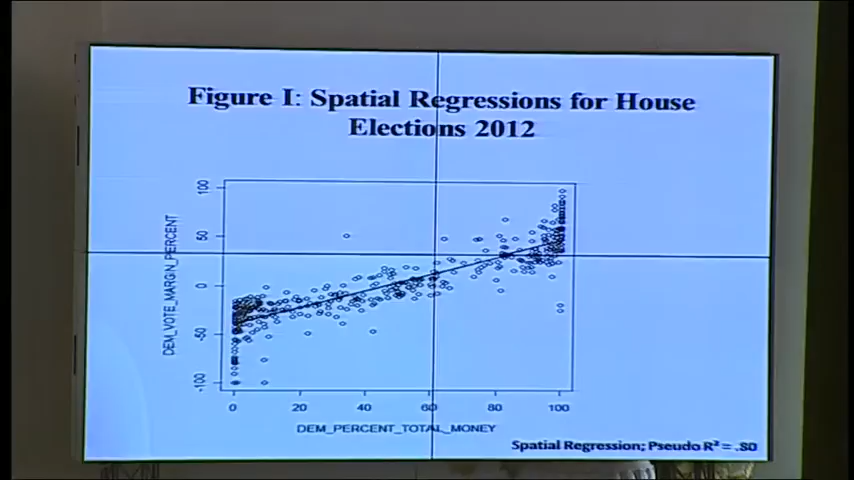 Figure I: Spatial Regressions for House
Elections 2012
DEM_VOTE_MARGIN_PERCENT
100
50
0
-50
-100
0
20
40
60
80
100
DEM_PERCENT_TOTAL_MONEY
Spatial Regression; Pseudo R² = .80